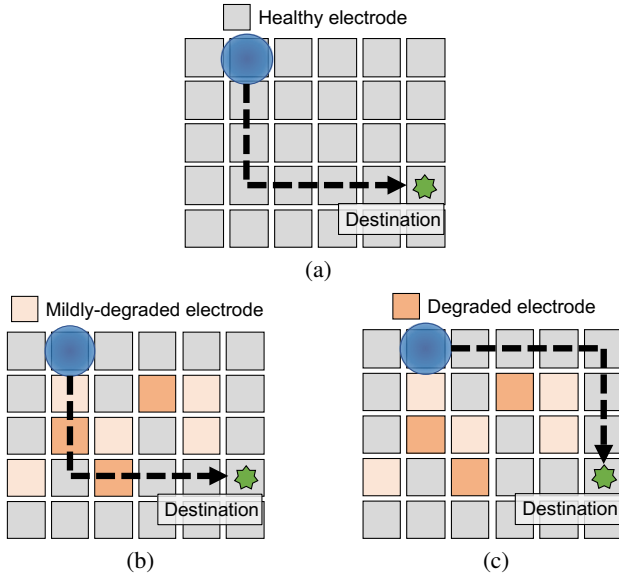 Healthy electrode
Destination
(a)
Mildly-degraded electrode
Destination
(b)
Degraded electrode
Destination
(c)